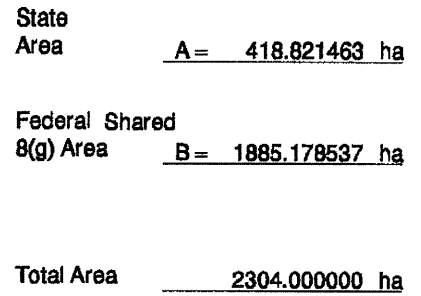 State
Area A = 418.821463 ha
Federal Shared
8(g) Area B = 1885.178537 ha
Total Area 2304.000000 ha